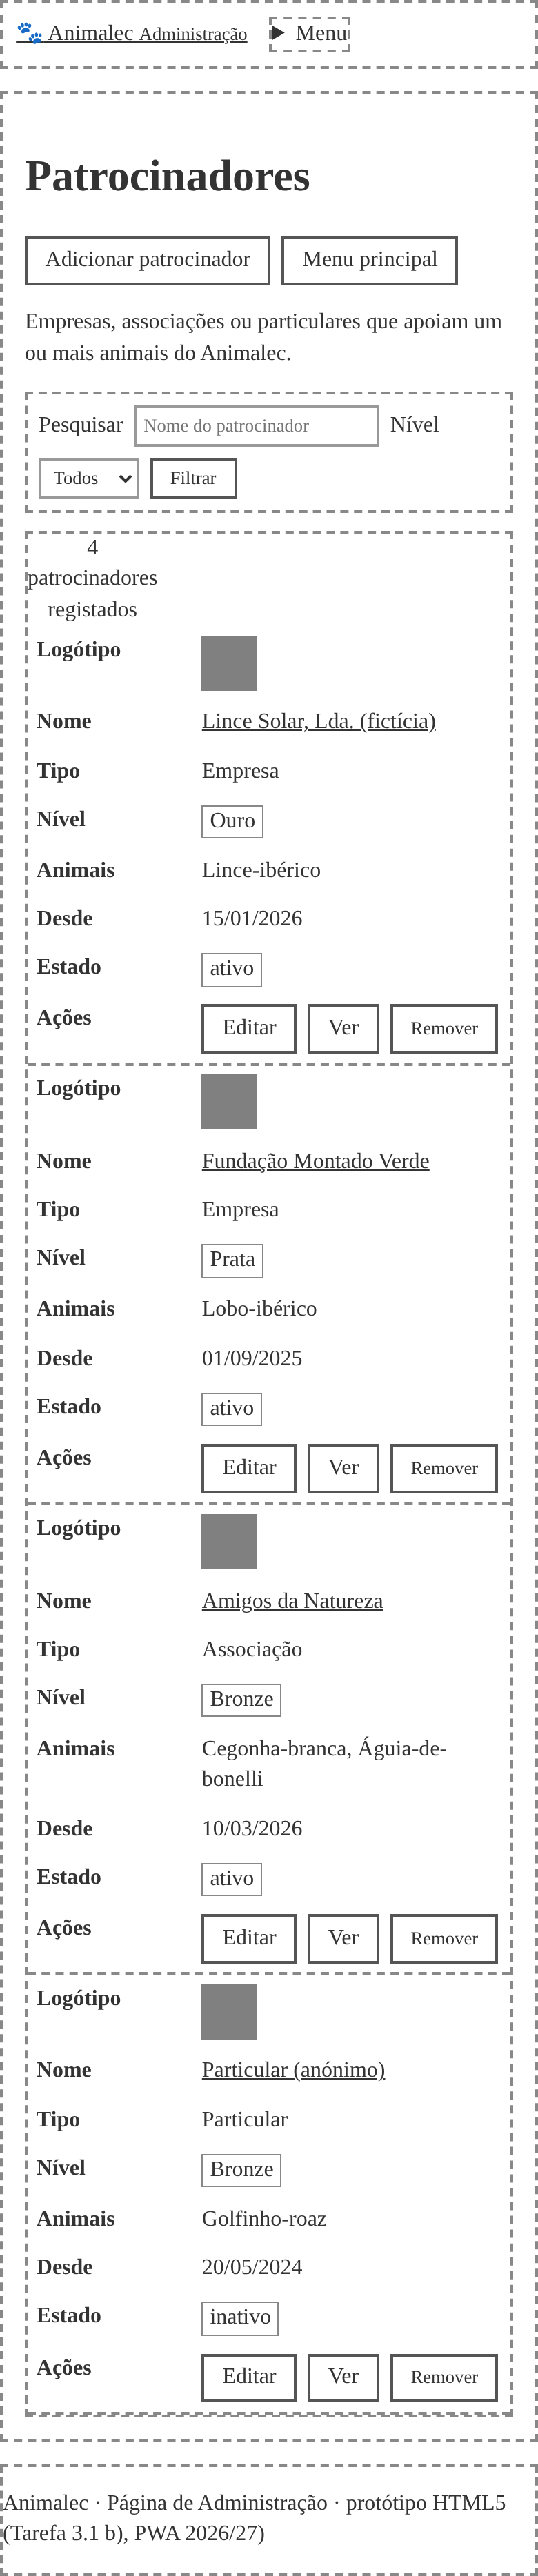 🐾 Animalec Administração ▶ Menu
Patrocinadores
Adicionar patrocinador Menu principal
Empresas, associações ou particulares que apoiam um
ou mais animais do Animalec.
Pesquisar Nome do patrocinador Nível
Todos Filtrar
4
patrocinadores
registados
Logótipo
Nome Lince Solar, Lda. (fictícia)
Tipo Empresa
Nível Ouro
Animais Lince-ibérico
Desde 15/01/2026
Estado ativo
Ações Editar Ver Remover
Logótipo
Nome Fundação Montado Verde
Tipo Empresa
Nível Prata
Animais Lobo-ibérico
Desde 01/09/2025
Estado ativo
Ações Editar Ver Remover
Logótipo
Nome Amigos da Natureza
Tipo Associação
Nível Bronze
Animais Cegonha-branca, Águia-de-
bonelli
Desde 10/03/2026
Estado ativo
Ações Editar Ver Remover
Logótipo
Nome Particular (anónimo)
Tipo Particular
Nível Bronze
Animais Golfinho-roaz
Desde 20/05/2024
Estado inativo
Ações Editar Ver Remover
Animalec · Página de Administração · protótipo HTML5
(Tarefa 3.1 b), PWA 2026/27)